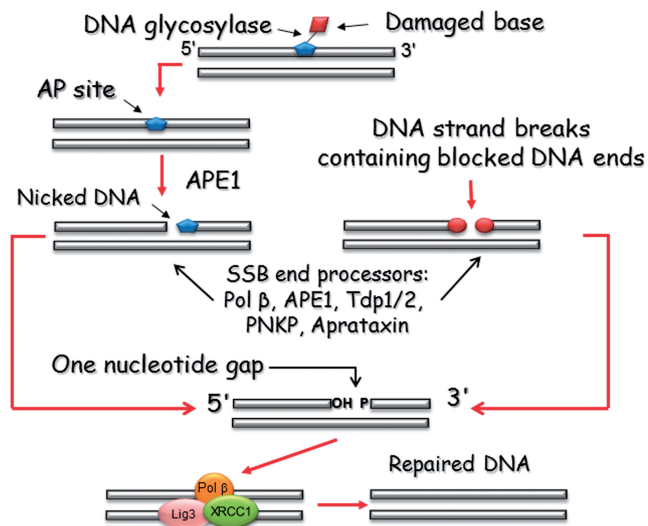 DNA glycosylase
Damaged base
5'
3'
AP site
DNA strand breaks
containing blocked DNA ends
APE1
Nicked DNA
SSB end processors:
Pol β, APE1, Tdp1/2,
PNKP, Aprataxin
One nucleotide gap
5'
OH P
3'
Repaired DNA
Pol β
Lig3
XRCC1